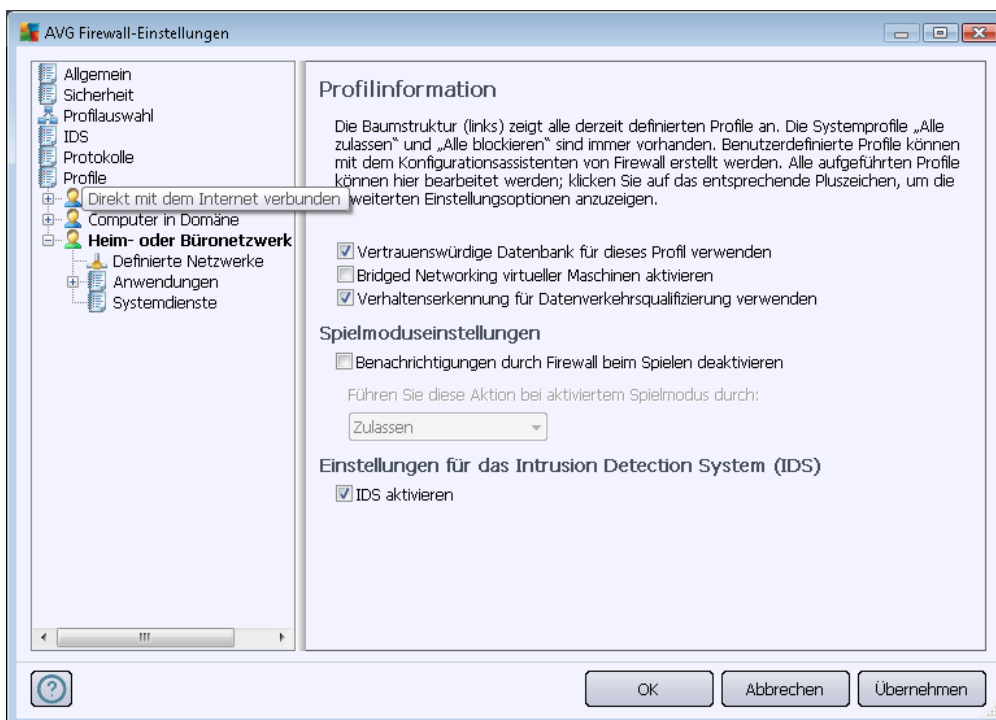 AVG Firewall-Einstellungen
Allgemein
Sicherheit
Profilauswahl
IDS
Protokolle
Profile
Direkt mit dem Internet verbunden
Computer in Domäne
Heim- oder Büronetzwerk
Definierte Netzwerke
Anwendungen
Systemdienste
Profilinformation
Die Baumstruktur (links) zeigt alle derzeit definierten Profile an. Die Systemprofile „Alle
zulassen“ und „Alle blockieren“ sind immer vorhanden. Benutzerdefinierte Profile können
mit dem Konfigurationsassistenten von Firewall erstellt werden. Alle aufgeführten Profile
können hier bearbeitet werden; klicken Sie auf das entsprechende Pluszeichen, um die
weiterten Einstellungsoptionen anzuzeigen.
Vertrauenswürdige Datenbank für dieses Profil verwenden
Bridged Networking virtueller Maschinen aktivieren
Verhaltenserkennung für Datenverkehrsqualifizierung verwenden
Spielmoduseinstellungen
Benachrichtigungen durch Firewall beim Spielen deaktivieren
Führen Sie diese Aktion bei aktiviertem Spielmodus durch:
Zulassen
Einstellungen für das Intrusion Detection System (IDS)
IDS aktivieren
OK
Abbrechen
Übernehmen